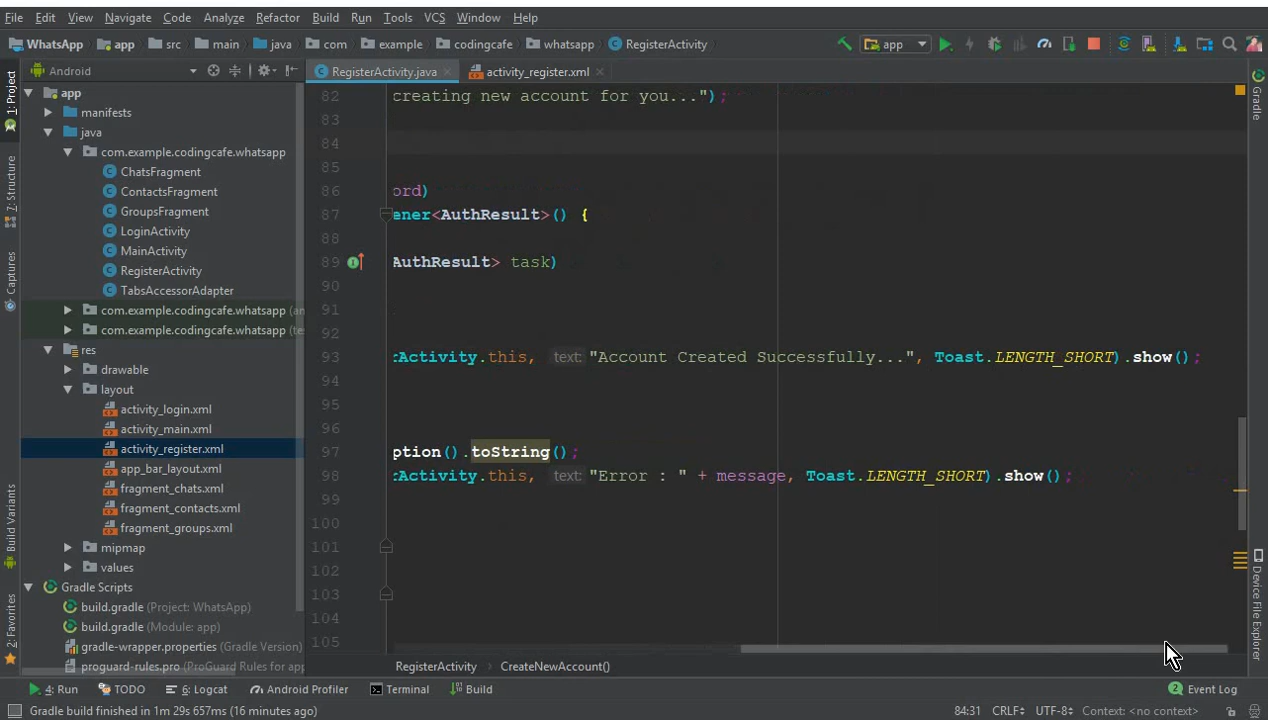 File Edit View Navigate Code Analyze Refactor Build Run Tools VCS Window Help
WhatsApp app src main java com example codingcafe whatsapp RegisterActivity app
Android
RegisterActivity.java activity_register.xml
1: Project
Z: Structure
Captures
Build Variants
2: Favorites
app
manifests
java
com.example.codingcafe.whatsapp
ChatsFragment
ContactsFragment
GroupsFragment
LoginActivity
MainActivity
RegisterActivity
TabsAccessorAdapter
com.example.codingcafe.whatsapp (an
com.example.codingcafe.whatsapp (te
res
drawable
layout
activity_login.xml
activity_main.xml
activity_register.xml
app_bar_layout.xml
fragment_chats.xml
fragment_contacts.xml
fragment_groups.xml
mipmap
values
Gradle Scripts
build.gradle (Project: WhatsApp)
build.gradle (Module: app)
gradle-wrapper.properties (Gradle Version)
proguard-rules.pro (ProGuard Rules for app
82 creating new account for you...");
83
84
85
86 ord)
87 ener<AuthResult>() {
88
89 AuthResult> task)
90
91
92
93 Activity.this, text: "Account Created Successfully...", Toast.LENGTH_SHORT).show();
94
95
96
97 ption().toString();
98 Activity.this, text: "Error : " + message, Toast.LENGTH_SHORT).show();
99
100
101
102
103
104
105
RegisterActivity CreateNewAccount()
Gradle
Device File Explorer
4: Run TODO 6: Logcat Android Profiler Terminal Build 2 Event Log
Gradle build finished in 1m 29s 657ms (16 minutes ago) 84:31 CRLF UTF-8 Context: <no context>